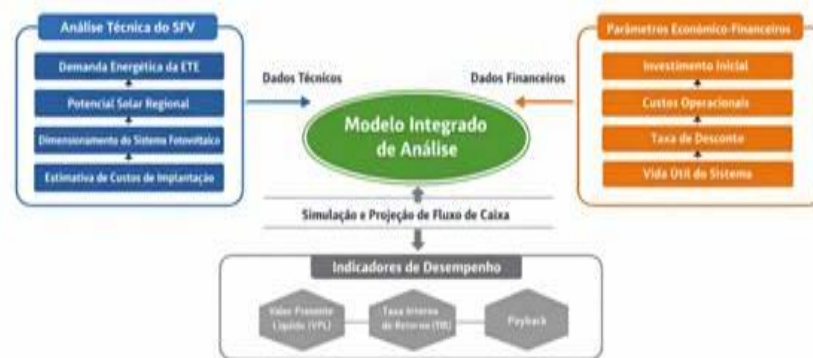 Análise Técnica do SFV
Demanda Energética da ETE
Potencial Solar Regional
Dimensionamento do Sistema Fotovoltaico
Estimativa de Custos de Implantação
Dados Técnicos
Dados Financeiros
Modelo Integrado
de Análise
Parâmetros Econômico-Financeiros
Investimento Inicial
Custos Operacionais
Taxa de Desconto
Vida Útil do Sistema
Simulação e Projeção de Fluxo de Caixa
Indicadores de Desempenho
Valor Presente
Líquido (VPL)
Taxa Interna
de Retorno (TIR)
Payback